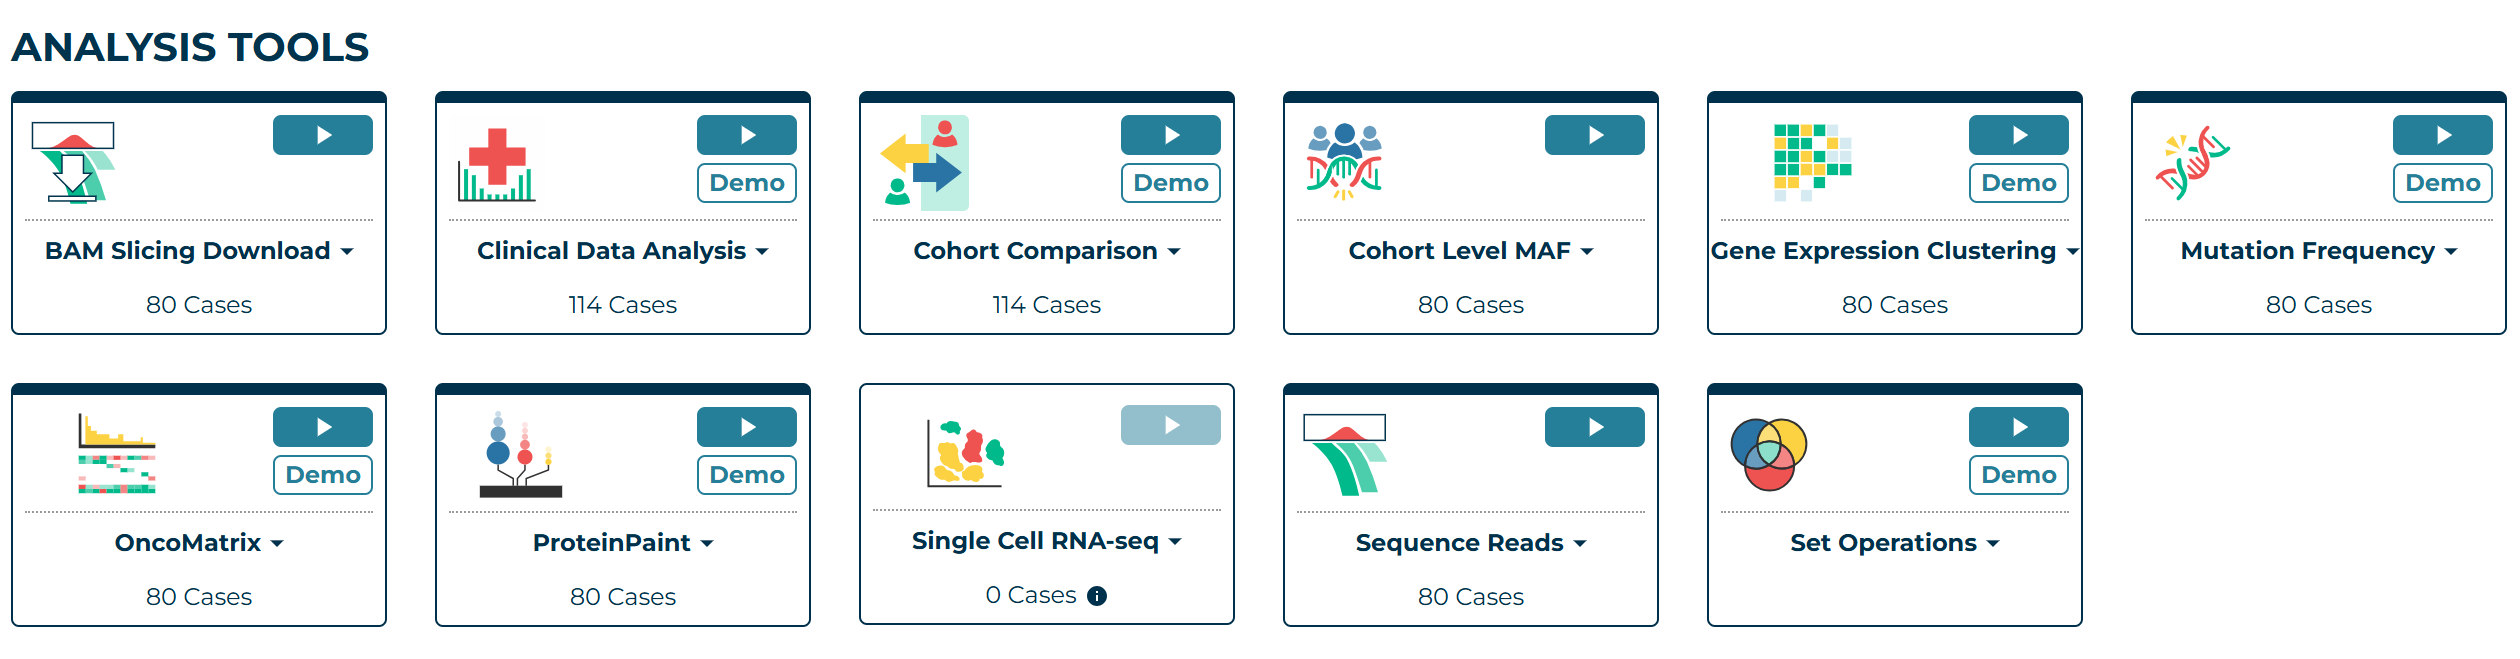 ANALYSIS TOOLS
Demo
Demo
Demo
Demo
BAM Slicing Download
Clinical Data Analysis
Cohort Comparison
Cohort Level MAF
Gene Expression Clustering
Mutation Frequency
80 Cases
114 Cases
114 Cases
80 Cases
80 Cases
80 Cases
Demo
Demo
Demo
OncoMatrix
ProteinPaint
Single Cell RNA-seq
Sequence Reads
Set Operations
80 Cases
80 Cases
0 Cases
80 Cases